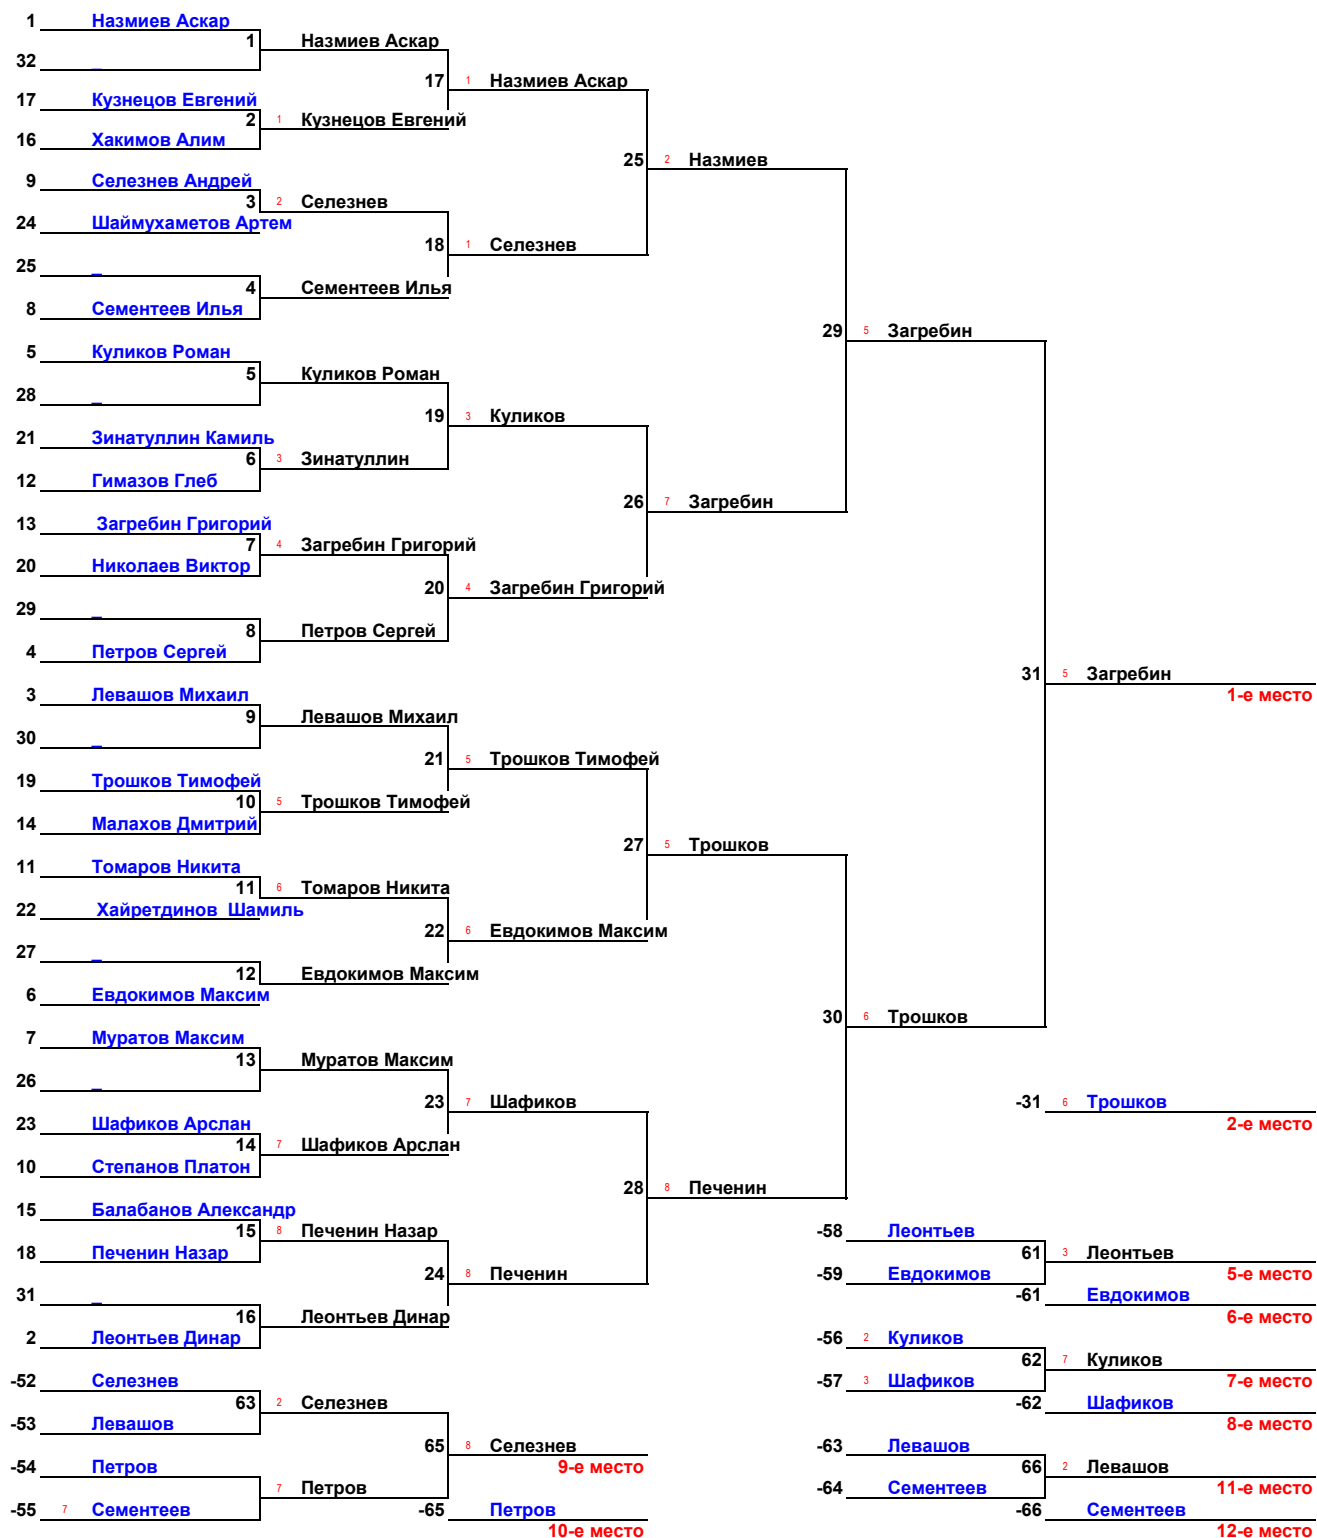 1 Назмиев Аскар
1 Назмиев Аскар
32 _
17 1 Назмиев Аскар
17 Кузнецов Евгений
2 1 Кузнецов Евгений
16 Хакимов Алим
25 2 Назмиев
9 Селезнев Андрей
3 2 Селезнев
24 Шаймухаметов Артем
18 1 Селезнев
25 _
4 Сементеев Илья
8 Сементеев Илья
29 5 Загребин
5 Куликов Роман
5 Куликов Роман
28 _
19 3 Куликов
21 Зинатуллин Камиль
6 3 Зинатуллин
12 Гимазов Глеб
26 7 Загребин
13 Загребин Григорий
7 4 Загребин Григорий
20 Николаев Виктор
20 4 Загребин Григорий
29 _
8 Петров Сергей
4 Петров Сергей
31 5 Загребин
1-е место
3 Левашов Михаил
9 Левашов Михаил
30 _
21 5 Трошков Тимофей
19 Трошков Тимофей
10 5 Трошков Тимофей
14 Малахов Дмитрий
27 5 Трошков
11 Томаров Никита
11 6 Томаров Никита
22 Хайретдинов Шамиль
22 6 Евдокимов Максим
27 _
12 Евдокимов Максим
6 Евдокимов Максим
30 6 Трошков
7 Муратов Максим
13 Муратов Максим
26 _
23 7 Шафиков
-31 6 Трошков
2-е место
23 Шафиков Арслан
14 7 Шафиков Арслан
10 Степанов Платон
28 8 Печенин
15 Балабанов Александр
15 8 Печенин Назар
18 Печенин Назар
24 8 Печенин
31 _
16 Леонтьев Динар
2 Леонтьев Динар
-58 Леонтьев
61 3 Леонтьев
5-е место
-59 Евдокимов
-61 Евдокимов
6-е место
-56 2 Куликов
62 7 Куликов
7-е место
-57 3 Шафиков
-62 Шафиков
8-е место
-52 Селезнев
63 2 Селезнев
-53 Левашов
65 8 Селезнев
9-е место
-54 Петров
7 Петров
-55 7 Сементеев
-65 Петров
10-е место
-63 Левашов
66 2 Левашов
11-е место
-64 Сементеев
-66 Сементеев
12-е место